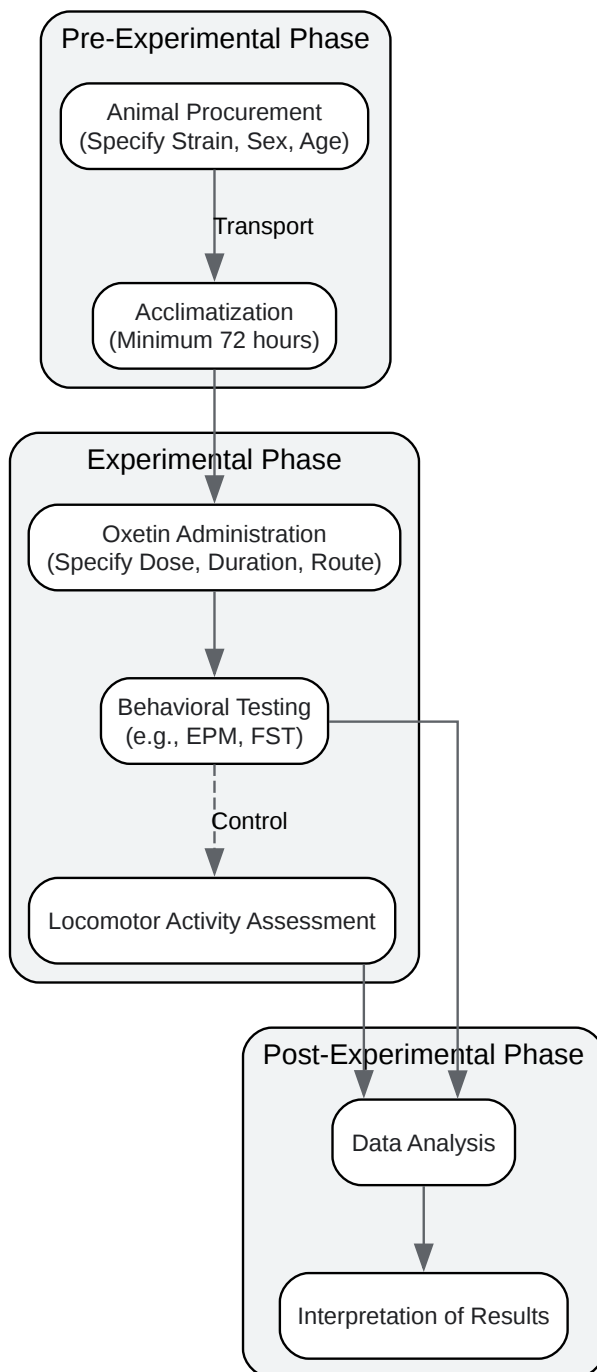 Pre-Experimental Phase
Animal Procurement
(Specify Strain, Sex, Age)
Transport
Acclimatization
(Minimum 72 hours)
Experimental Phase
Oxetin Administration
(Specify Dose, Duration, Route)
Behavioral Testing
(e.g., EPM, FST)
Control
Locomotor Activity Assessment
Post-Experimental Phase
Data Analysis
Interpretation of Results